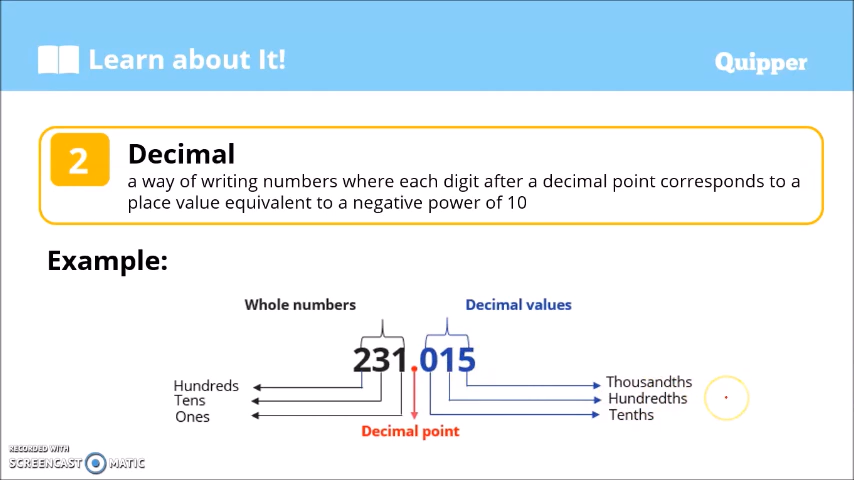 Learn about It!
Quipper
2
Decimal
a way of writing numbers where each digit after a decimal point corresponds to a
place value equivalent to a negative power of 10
Example:
Whole numbers
Decimal values
231.015
Hundreds
Tens
Ones
Thousandths
Hundredths
Tenths
Decimal point
RECORDED WITH
SCREENCAST MATIC